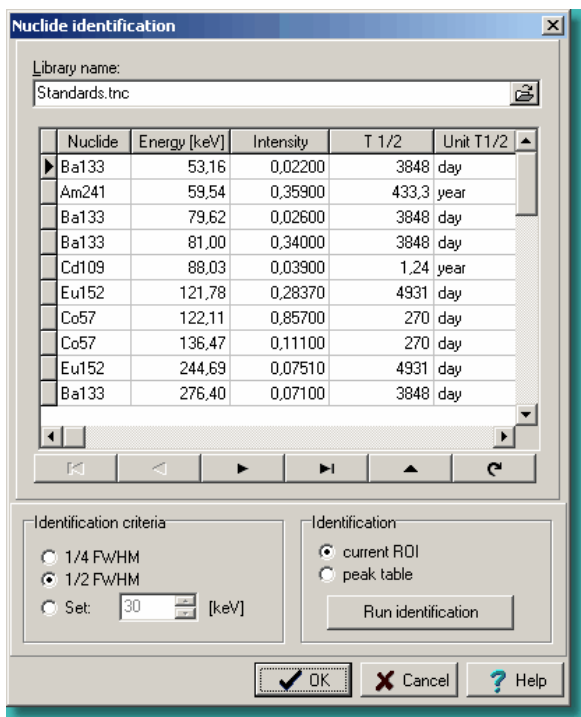 Nuclide identification
Library name:
Standards.tnc
Nuclide Energy [keV] Intensity T 1/2 Unit T1/2
Ba133 53,16 0,02200 3848 day
Am241 59,54 0,35900 433,3 year
Ba133 79,62 0,02600 3848 day
Ba133 81,00 0,34000 3848 day
Cd109 88,03 0,03900 1,24 year
Eu152 121,78 0,28370 4931 day
Co57 122,11 0,85700 270 day
Co57 136,47 0,11100 270 day
Eu152 244,69 0,07510 4931 day
Ba133 276,40 0,07100 3848 day
Identification criteria
1/4 FWHM
1/2 FWHM
Set: 30 [keV]
Identification
current ROI
peak table
Run identification
OK Cancel ? Help